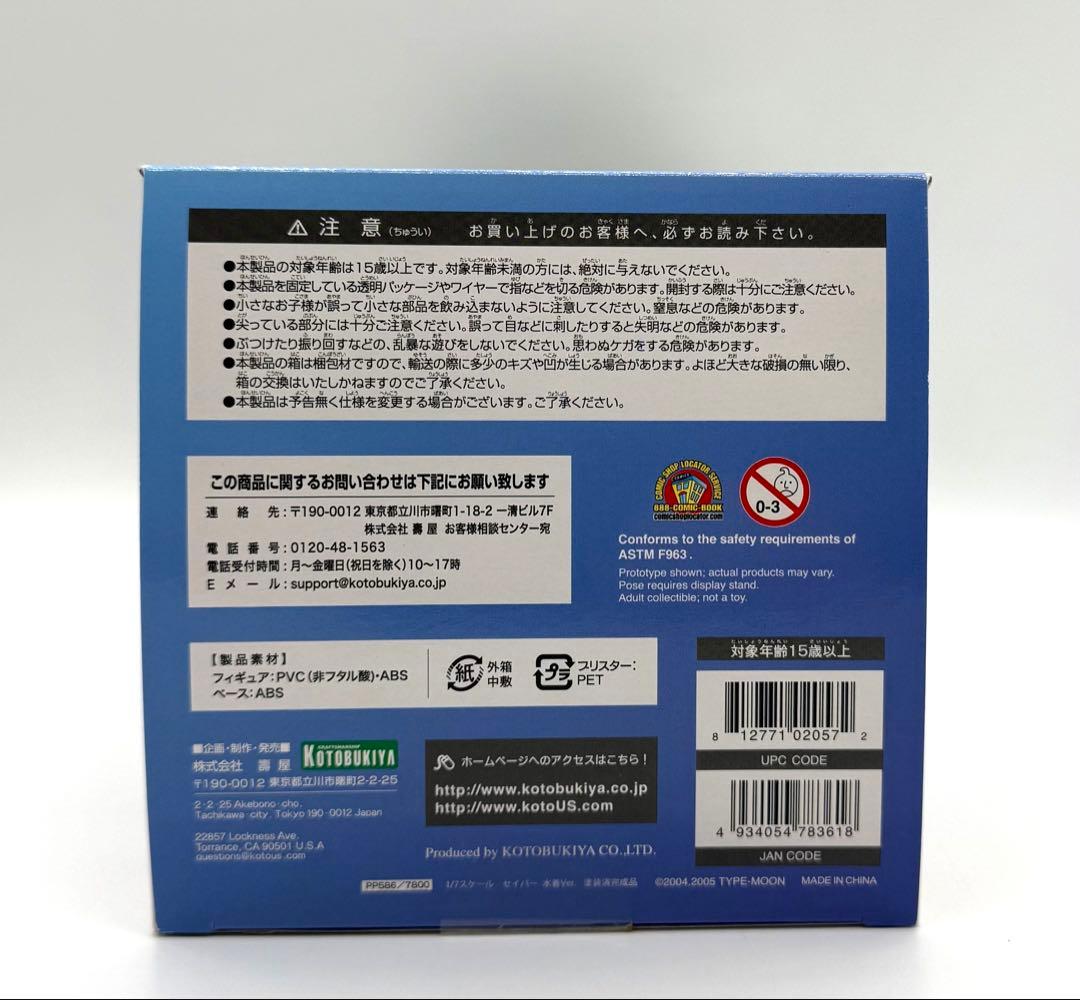 注 意 (ちゅうい) お買い上げのお客様へ、必ずお読み下さい。
●本製品の対象年齢は15歳以上です。対象年齢未満の方には、絶対に与えないでください。
●本製品を固定している透明パッケージやワイヤーで指などを切る危険があります。開封する際は十分にご注意ください。
●小さなお子様が誤って小さな部品を飲み込まないように注意してください。窒息などの危険があります。
●尖っている部分には十分ご注意ください。誤って目などに刺したりすると失明などの危険があります。
●ぶつけたり振り回すなどの、乱暴な遊びをしないでください。思わぬケガをする危険があります。
●本製品の箱は梱包材ですので、輸送の際に多少のキズや凹が生じる場合があります。よほど大きな破損の無い限り、
箱の交換はいたしかねますのでご了承ください。
●本製品は予告無く仕様を変更する場合がございます。ご了承ください。
この商品に関するお問い合わせは下記にお願い致します
連絡先:〒190-0012 東京都立川市曙町1-18-2 一清ビル7F
株式会社 壽屋 お客様相談センター宛
電話番号:0120-48-1563
電話受付時間:月~金曜日(祝日を除く)10~17時
Eメール:support@kotobukiya.co.jp
COMIC SHOP LOCATOR SERVICE
888-COMIC-BOOK
comicshoplocator.com
0-3
Conforms to the safety requirements of
ASTM F963.
Prototype shown; actual products may vary.
Pose requires display stand.
Adult collectible; not a toy.
【製品素材】
フィギュア:PVC(非フタル酸)・ABS
ベース:ABS
紙 外箱
中敷
プラ ブリスター:
PET
対象年齢15歳以上
8 12771 02057 2
UPC CODE
4 934054 783618
JAN CODE
■企画・制作・発売■
CRAFTSMANSHIP
KOTOBUKIYA
株式会社 壽屋
〒190-0012 東京都立川市曙町2-2-25
2-2-25 Akebono-cho,
Tachikawa-city, Tokyo 190-0012 Japan
22857 Lockness Ave.
Torrance, CA 90501 U.S.A
questions@kotous.com
ホームページへのアクセスはこちら!
http://www.kotobukiya.co.jp
http://www.kotoUS.com
Produced by KOTOBUKIYA CO.,LTD.
PP586/7800 1/7スケール セイバー 水着Ver. 塗装済完成品 ©2004,2005 TYPE-MOON MADE IN CHINA